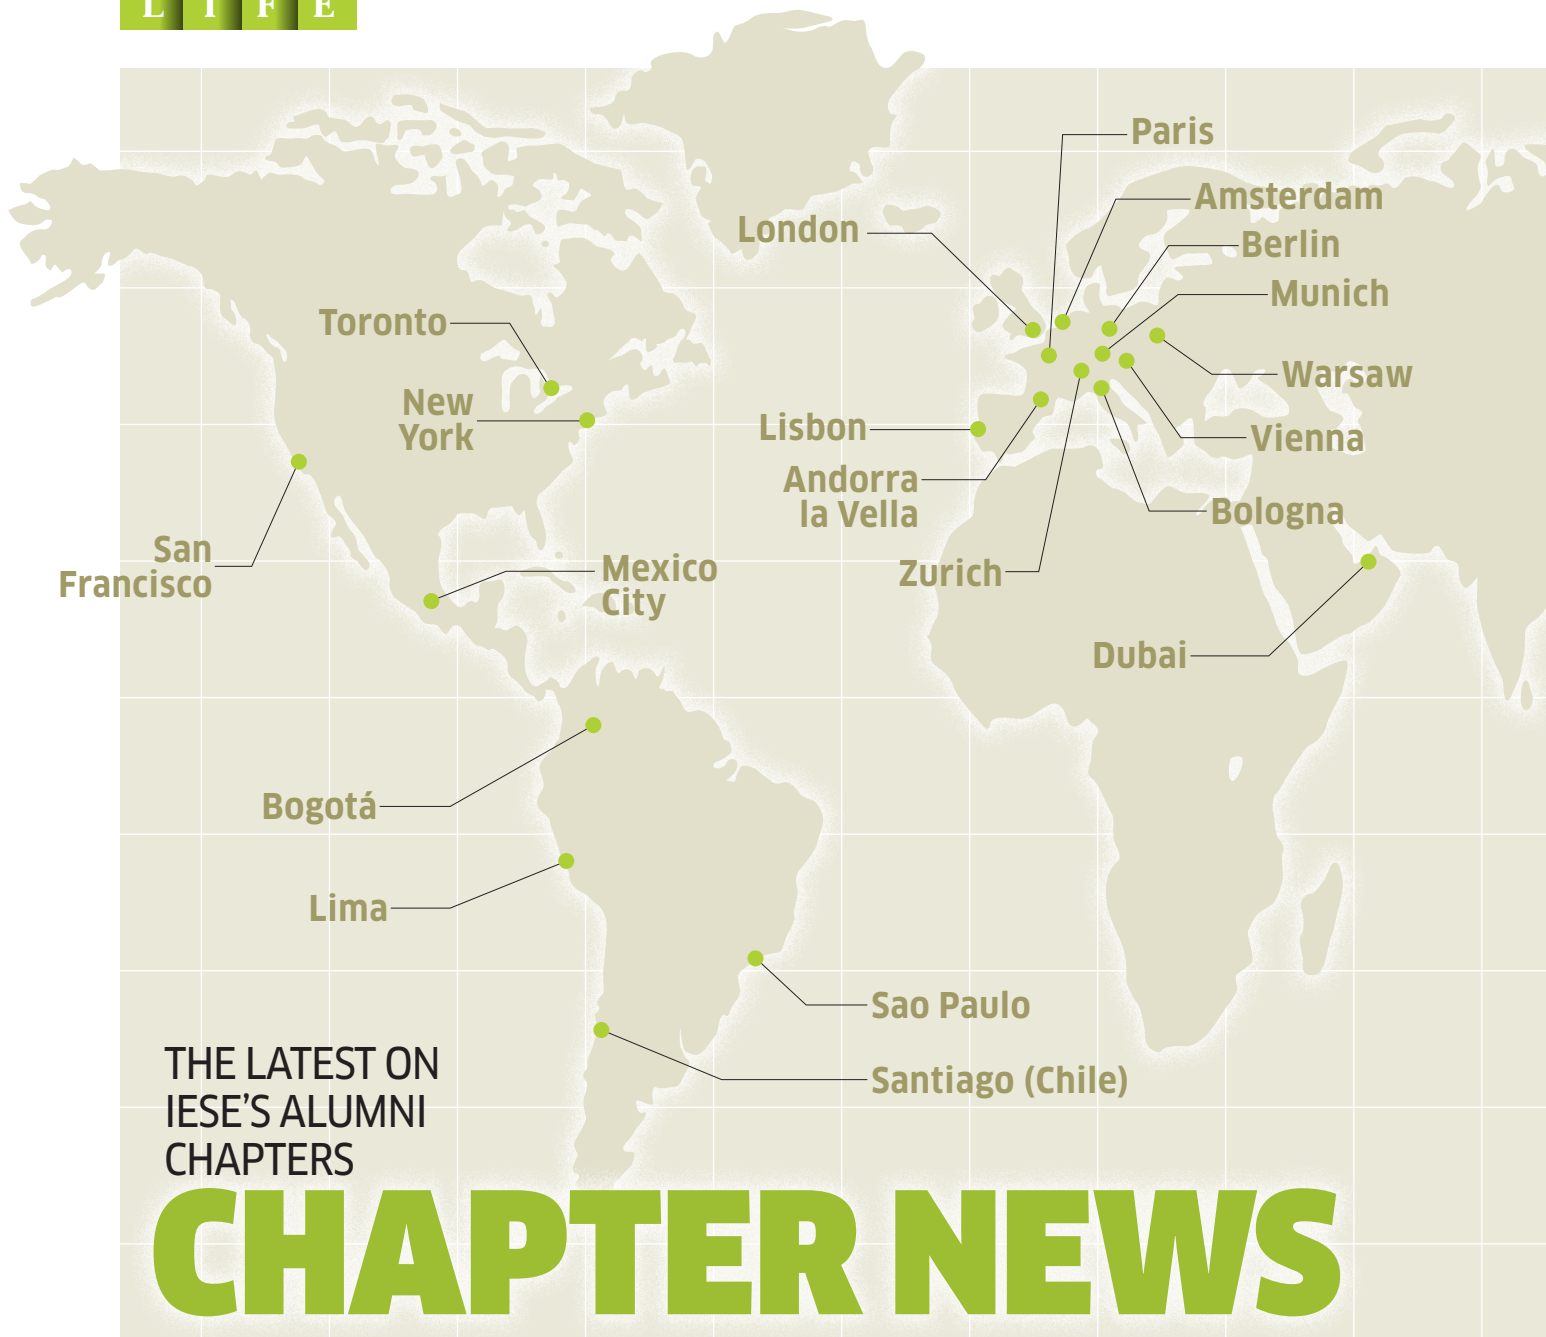 LIFE
Paris
Amsterdam
London
Berlin
Munich
Toronto
Warsaw
New
York
Lisbon
Vienna
Andorra
la Vella
Bologna
San
Francisco
Mexico
City
Zurich
Dubai
Bogotá
Lima
Sao Paulo
Santiago (Chile)
THE LATEST ON
IESE’S ALUMNI
CHAPTERS
CHAPTER NEWS